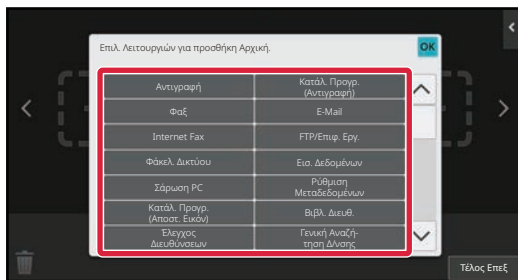 Επιλ. Λειτουργιών για προσθήκη Αρχική.
OK
Αντιγραφή
Κατάλ. Προγρ.
(Αντιγραφή)
Φαξ
E-Mail
Internet Fax
FTP/Επιφ. Εργ.
Φάκελ. Δικτύου
Εισ. Δεδομένων
Σάρωση PC
Ρύθμιση
Μεταδεδομένων
Κατάλ. Προγρ.
(Αποστ. Εικόν)
Βιβλ. Διευθ.
Έλεγχος
Διευθύνσεων
Γενική Αναζή-
τηση Δ/νσης
Τέλος Επεξ